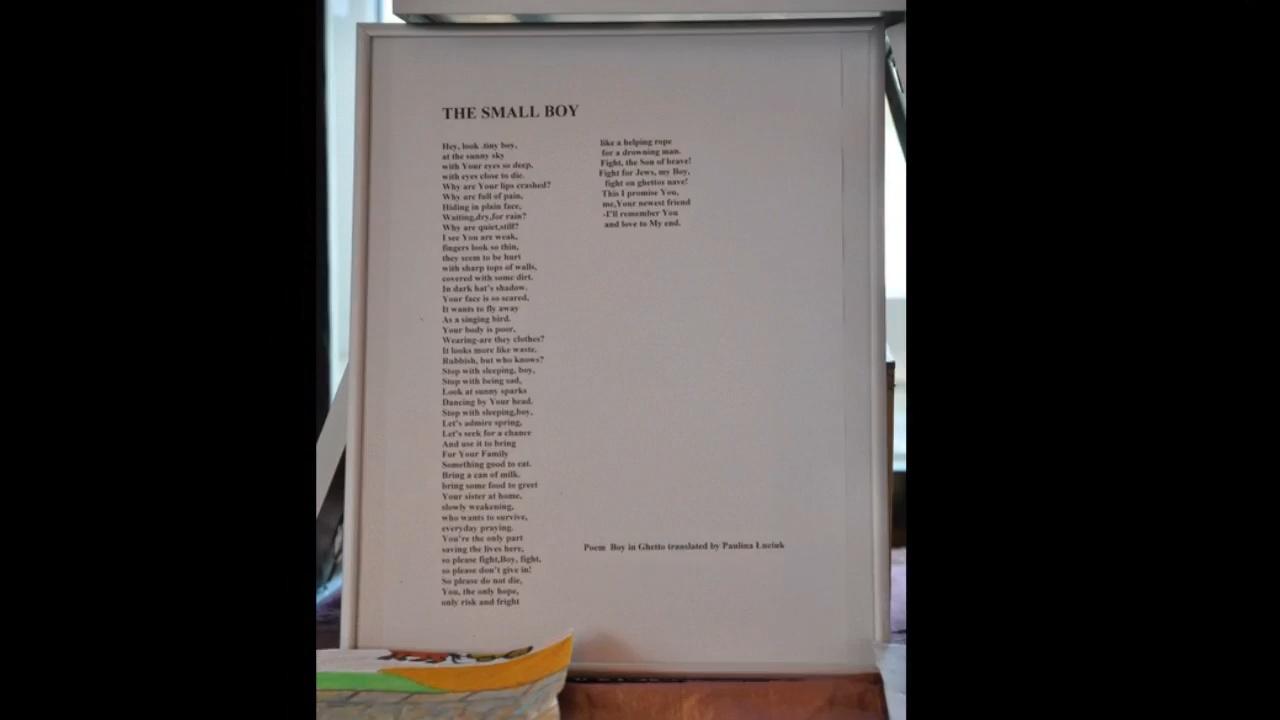 THE SMALL BOY
Hey, look .tiny boy,
at the sunny sky
with Your eyes so deep,
with eyes close to die.
Why are Your lips crashed?
Why are full of pain,
Hiding in plain face,
Waiting,dry,for rain?
Why are quiet,still?
I see You are weak,
fingers look so thin,
they seem to be hurt
with sharp tops of walls,
covered with some dirt.
In dark hat's shadow.
Your face is so scared,
It wants to fly away
As a singing bird.
Your body is poor,
Wearing-are they clothes?
It looks more like waste.
Rubbish, but who knows?
Stop with sleeping, boy,
Stop with being sad,
Look at sunny sparks
Dancing by Your head.
Stop with sleeping,boy,
Let's admire spring,
Let's seek for a chance
And use it to bring
For Your Family
Something good to eat.
Bring a can of milk.
bring some food to greet
Your sister at home,
slowly weakening,
who wants to survive,
everyday praying.
You're the only part
saving the lives here,
so please fight,Boy, fight,
so please don't give in!
So please do not die,
You, the only hope,
only risk and fright
like a helping rope
for a drowning man.
Fight, the Son of brave!
Fight for Jews, my Boy,
fight on ghettos nave!
This I promise You,
me,Your newest friend
-I'll remember You
and love to My end.
Poem Boy in Ghetto translated by Paulina Łuciuk